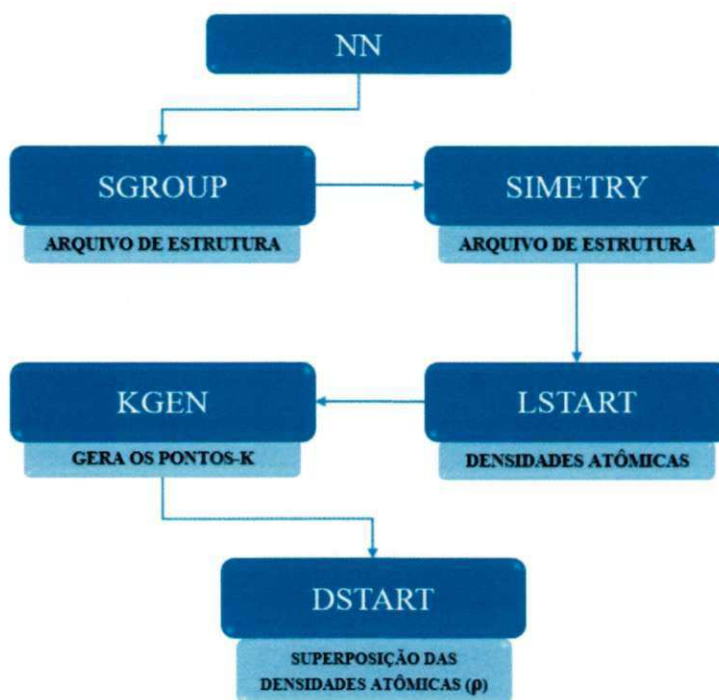 NN
SGROUP
ARQUIVO DE ESTRUTURA
SIMETRY
ARQUIVO DE ESTRUTURA
LSTART
DENSIDADES ATÔMICAS
KGEN
GERA OS PONTOS-K
DSTART
SUPERPOSIÇÃO DAS
DENSIDADES ATÔMICAS (ρ)